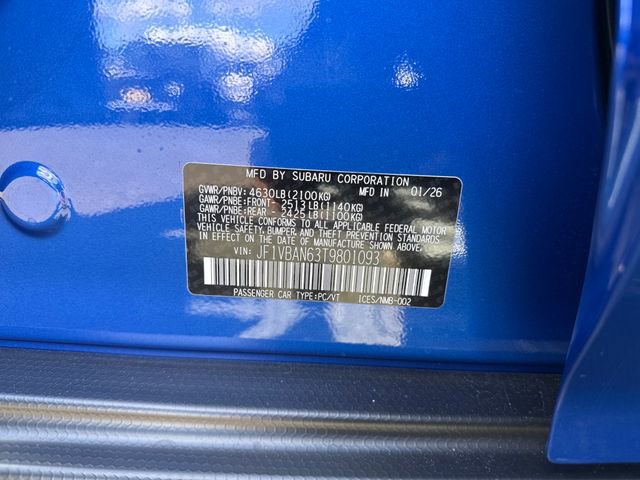 MFD BY SUBARU CORPORATION
GVWR/PNBV: 4630LB(2100KG) MFD IN 01/26
GAWR/PNBE:FRONT- 2513LB(1140KG)
GAWR/PNBE:REAR - 2425LB(1100KG)
THIS VEHICLE CONFORMS TO ALL APPLICABLE FEDERAL MOTOR
VEHICLE SAFETY, BUMPER, AND THEFT PREVENTION STANDARDS
IN EFFECT ON THE DATE OF MANUFACTURE SHOWN ABOVE.
VIN: JF1VBAN63T9801093
PASSENGER CAR TYPE:PC/VT ICES/NMB-002